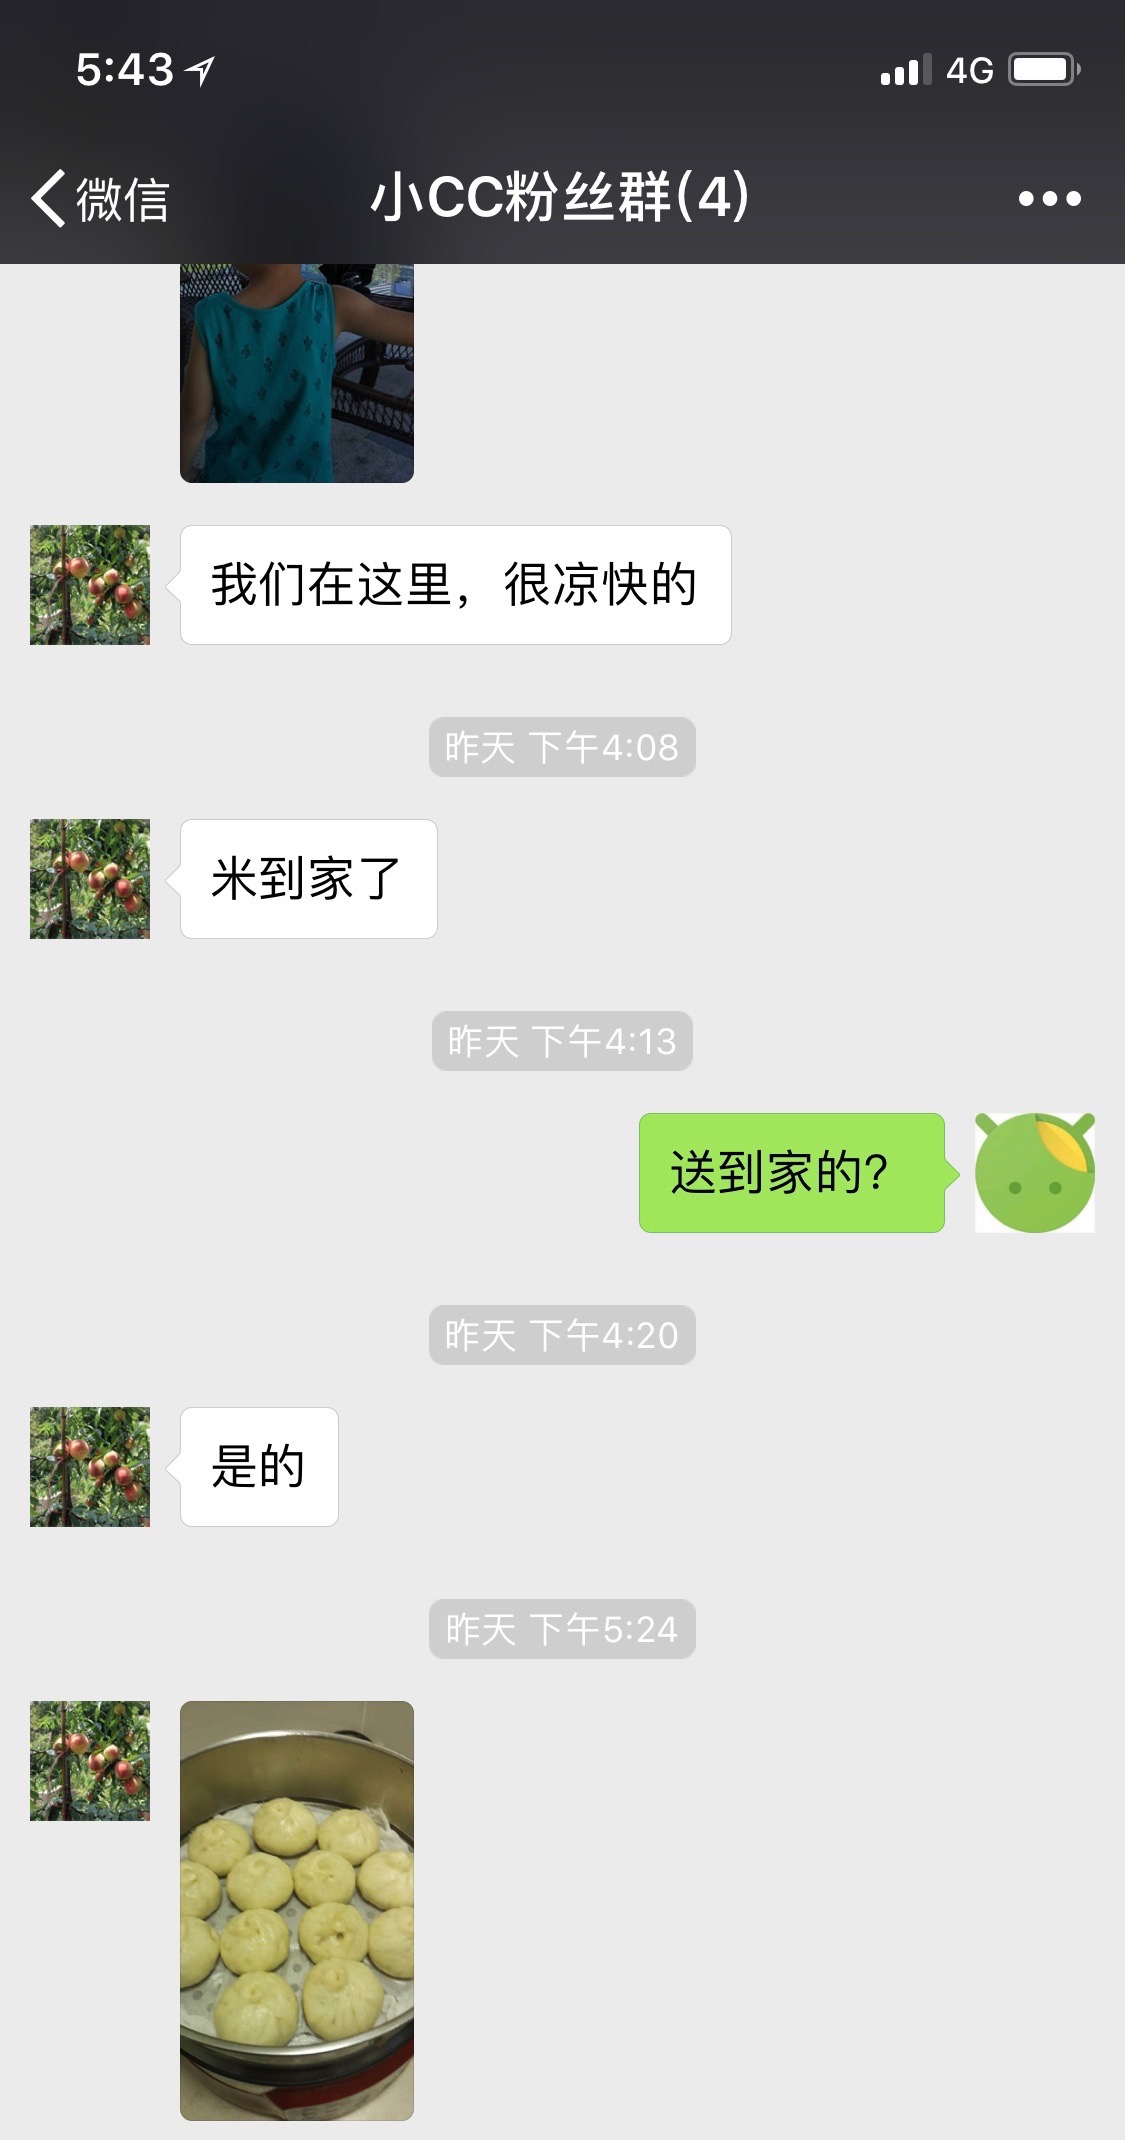 5:43
4G
微信
小CC粉丝群(4)
我们在这里，很凉快的
昨天 下午4:08
米到家了
昨天 下午4:13
送到家的?
昨天 下午4:20
是的
昨天 下午5:24